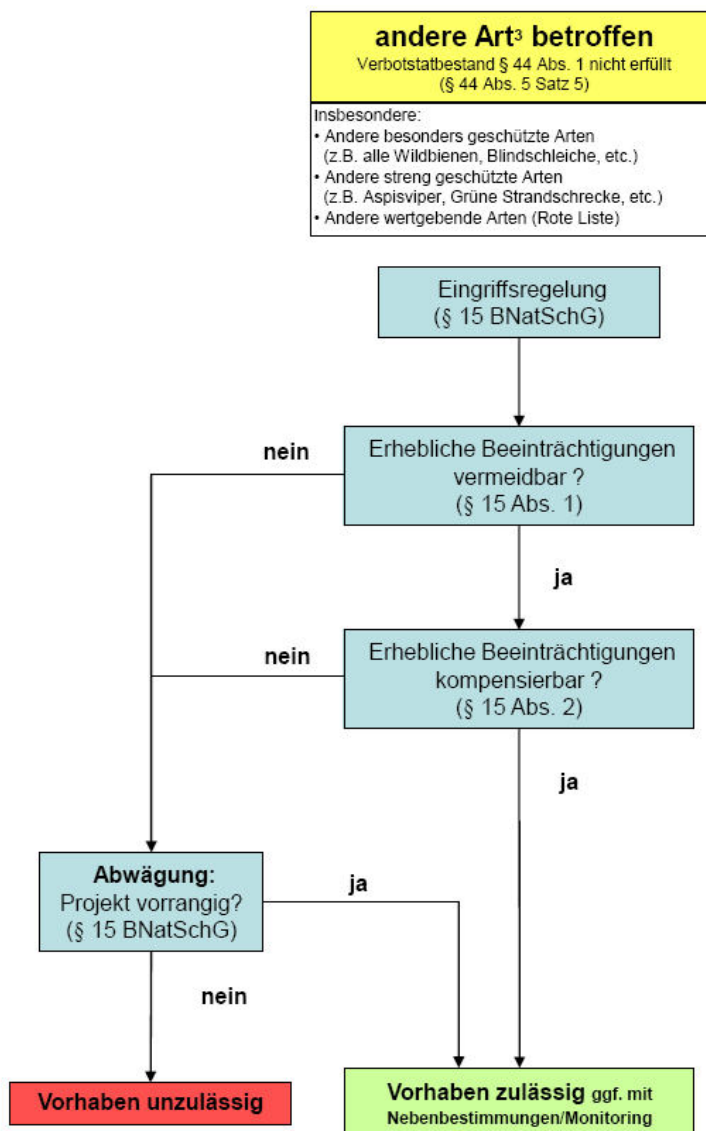 andere Art³ betroffen
Verbotstatbestand § 44 Abs. 1 nicht erfüllt
(§ 44 Abs. 5 Satz 5)
Insbesondere:
• Andere besonders geschützte Arten
(z.B. alle Wildbienen, Blindschleiche, etc.)
• Andere streng geschützte Arten
(z.B. Aspisviper, Grüne Strandschrecke, etc.)
• Andere wertgebende Arten (Rote Liste)
Eingriffsregelung
(§ 15 BNatSchG)
nein
Erhebliche Beeinträchtigungen
vermeidbar ?
(§ 15 Abs. 1)
ja
nein
Erhebliche Beeinträchtigungen
kompensierbar ?
(§ 15 Abs. 2)
ja
Abwägung:
Projekt vorrangig?
(§ 15 BNatSchG)
ja
nein
Vorhaben unzulässig
Vorhaben zulässig ggf. mit
Nebenbestimmungen/Monitoring